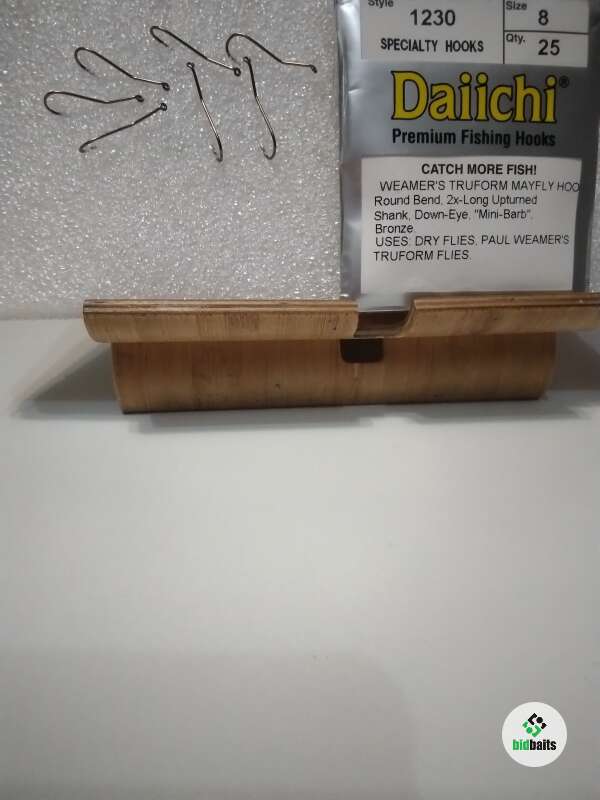 Style
1230
Size
8
SPECIALTY HOOKS
Qty.
25
Daiichi®
Premium Fishing Hooks
CATCH MORE FISH!
WEAMER'S TRUFORM MAYFLY HOO
Round Bend, 2x-Long Upturned
Shank, Down-Eye, "Mini-Barb",
Bronze.
USES: DRY FLIES, PAUL WEAMER'S
TRUFORM FLIES.
bidbaits